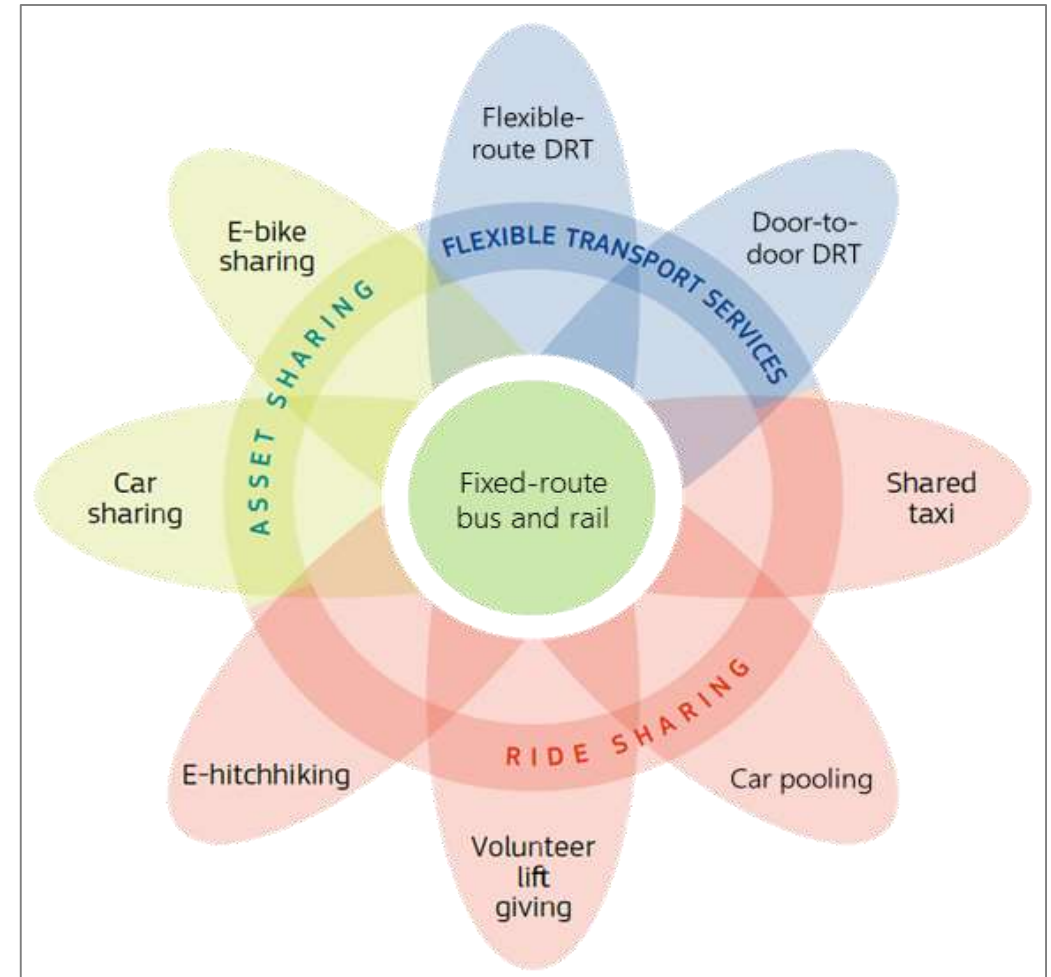 Flexible-
route DRT
Door-to-
door DRT
E-bike
sharing
FLEXIBLE TRANSPORT SERVICES
ASSET SHARING
Car
sharing
Fixed-route
bus and rail
Shared
taxi
RIDE SHARING
E-hitchhiking
Car pooling
Volunteer
lift
giving